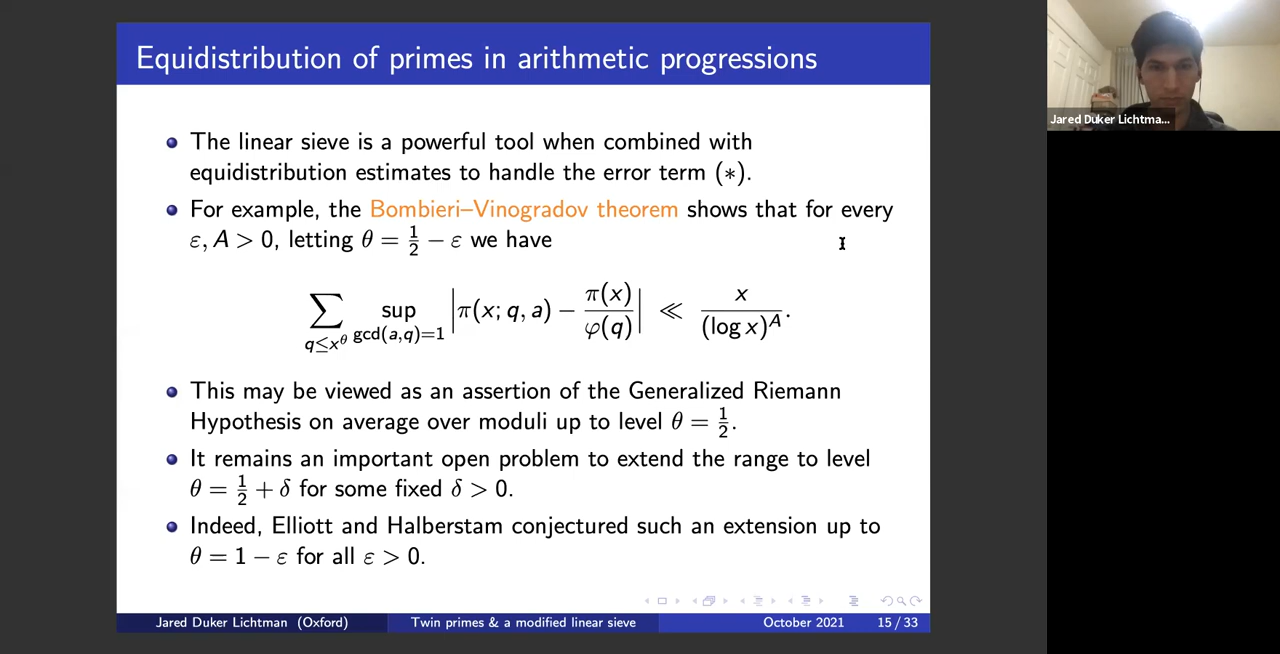 Equidistribution of primes in arithmetic progressions
The linear sieve is a powerful tool when combined with
equidistribution estimates to handle the error term (∗).
For example, the Bombieri–Vinogradov theorem shows that for every
ε, A > 0, letting θ = 1/2 − ε we have
∑_{q≤x^θ} sup_{gcd(a,q)=1} |π(x; q, a) − π(x)/φ(q)| ≪ x/(log x)^A.
This may be viewed as an assertion of the Generalized Riemann
Hypothesis on average over moduli up to level θ = 1/2.
It remains an important open problem to extend the range to level
θ = 1/2 + δ for some fixed δ > 0.
Indeed, Elliott and Halberstam conjectured such an extension up to
θ = 1 − ε for all ε > 0.
Jared Duker Lichtman (Oxford) Twin primes & a modified linear sieve October 2021 15 / 33
Jared Duker Lichtma...